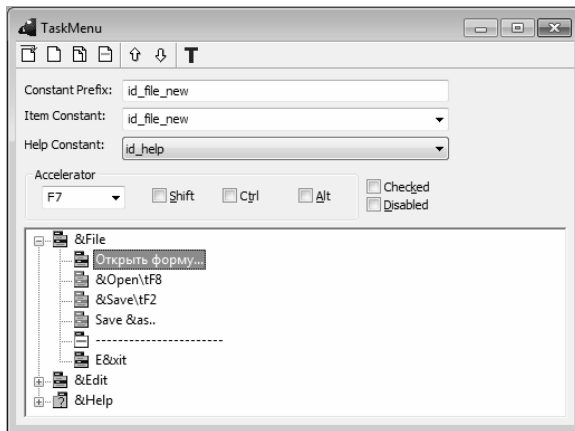 TaskMenu
T
Constant Prefix: id_file_new
Item Constant: id_file_new
Help Constant: id_help
Accelerator
F7 Shift Ctrl Alt
Checked
Disabled
&File
Открыть форму...
&Open\tF8
&Save\tF2
Save &as..
-----------------------
E&xit
&Edit
&Help